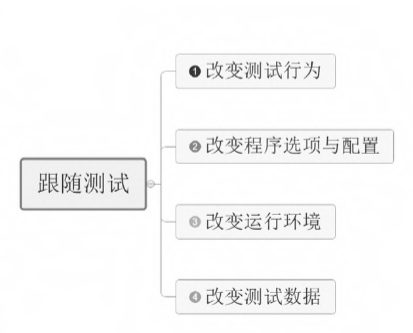 ❶改变测试行为
❷改变程序选项与配置
跟随测试
❸改变运行环境
❹改变测试数据